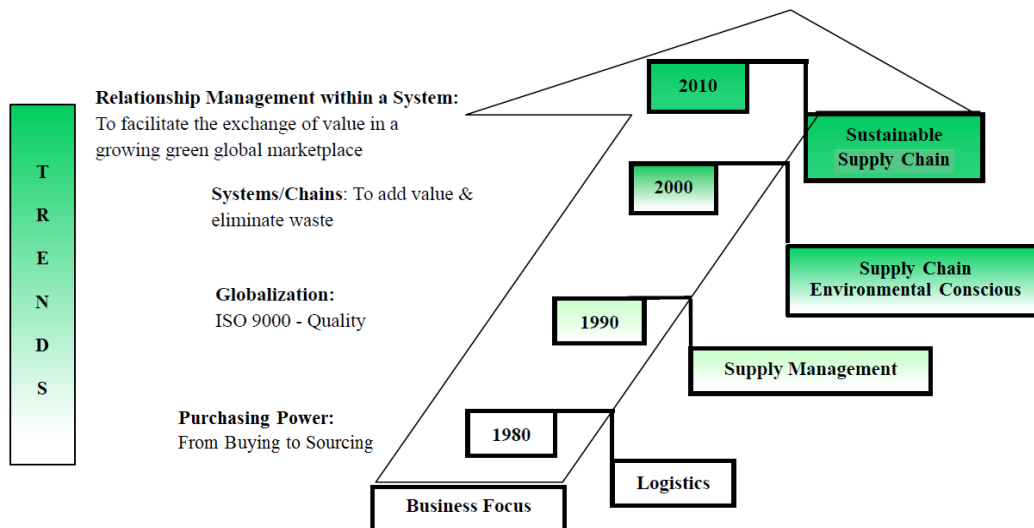 T
R
E
N
D
S
Relationship Management within a System:
To facilitate the exchange of value in a
growing green global marketplace
2010
Sustainable
Supply Chain
Systems/Chains: To add value &
eliminate waste
2000
Supply Chain
Environmental Conscious
Globalization:
ISO 9000 - Quality
1990
Supply Management
Purchasing Power:
From Buying to Sourcing
1980
Logistics
Business Focus